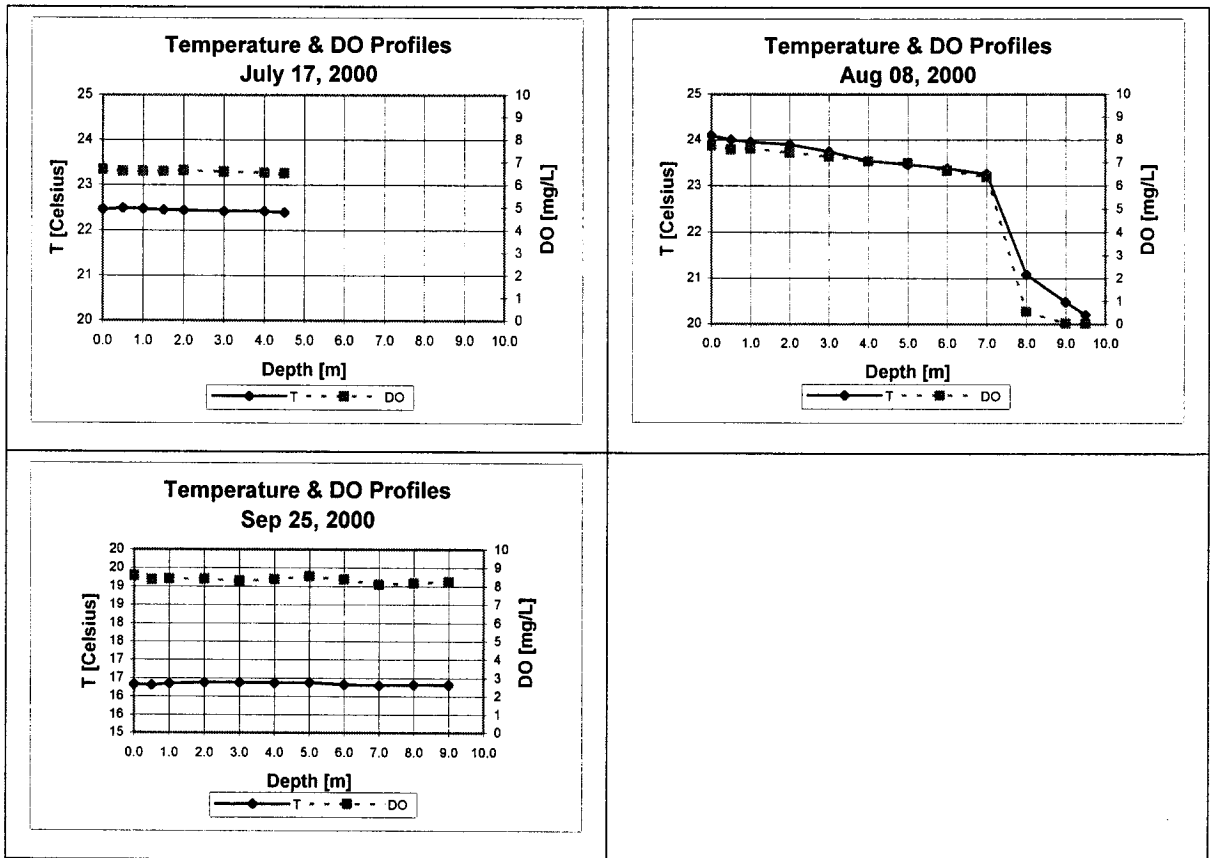 Temperature & DO Profiles
July 17, 2000
25
24
23
22
21
20
T [Celsius]
10
9
8
7
6
5
4
3
2
1
0
DO [mg/L]
0.0 1.0 2.0 3.0 4.0 5.0 6.0 7.0 8.0 9.0 10.0
Depth [m]
T DO
Temperature & DO Profiles
Aug 08, 2000
25
24
23
22
21
20
T [Celsius]
10
9
8
7
6
5
4
3
2
1
0
DO [mg/L]
0.0 1.0 2.0 3.0 4.0 5.0 6.0 7.0 8.0 9.0 10.0
Depth [m]
T DO
Temperature & DO Profiles
Sep 25, 2000
20
20
19
19
18
18
17
17
16
16
15
T [Celsius]
10
9
8
7
6
5
4
3
2
1
0
DO [mg/L]
0.0 1.0 2.0 3.0 4.0 5.0 6.0 7.0 8.0 9.0 10.0
Depth [m]
T DO